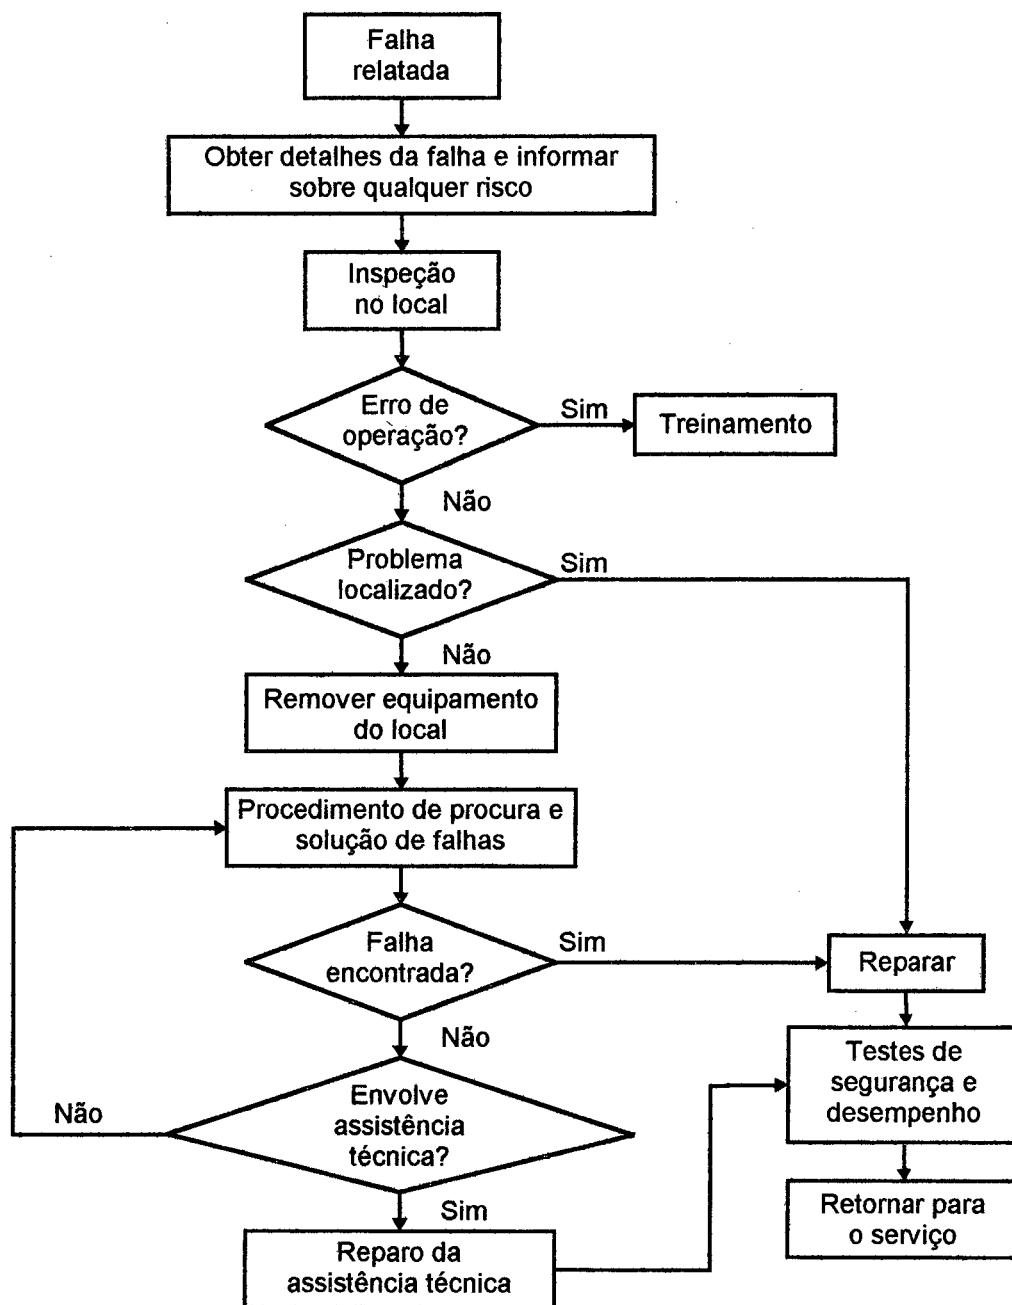 Falha
relatada
Obter detalhes da falha e informar
sobre qualquer risco
Inspeção
no local
Erro de
operação?
Sim
Treinamento
Não
Problema
localizado?
Sim
Não
Remover equipamento
do local
Procedimento de procura e
solução de falhas
Falha
encontrada?
Sim
Reparar
Não
Testes de
segurança e
desempenho
Envolve
assistência
técnica?
Não
Sim
Retornar para
o serviço
Reparo da
assistência técnica